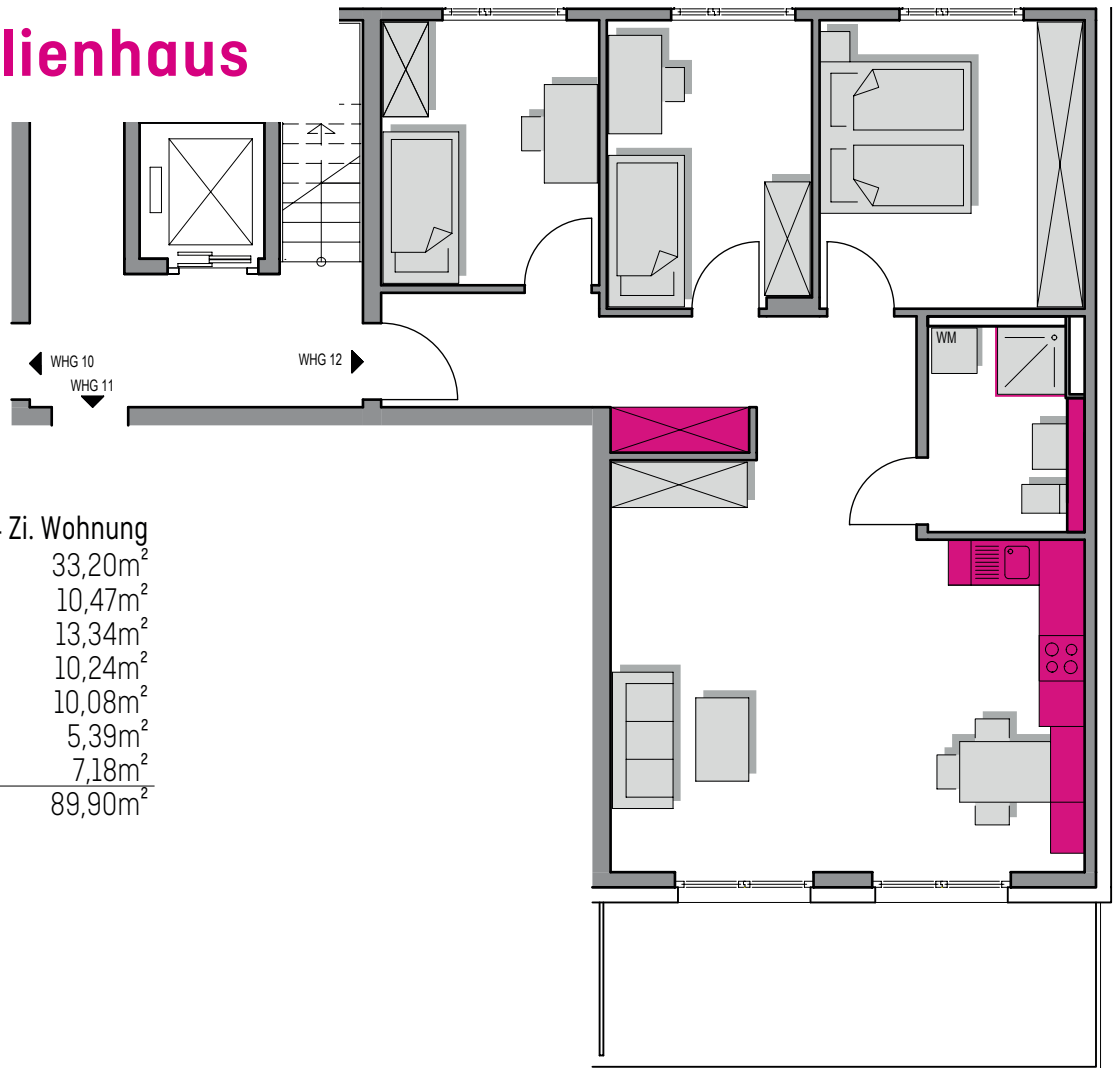 lienhaus
WHG 10
WHG 11
WHG 12
WM
Zi. Wohnung
33,20m²
10,47m²
13,34m²
10,24m²
10,08m²
5,39m²
7,18m²
89,90m²